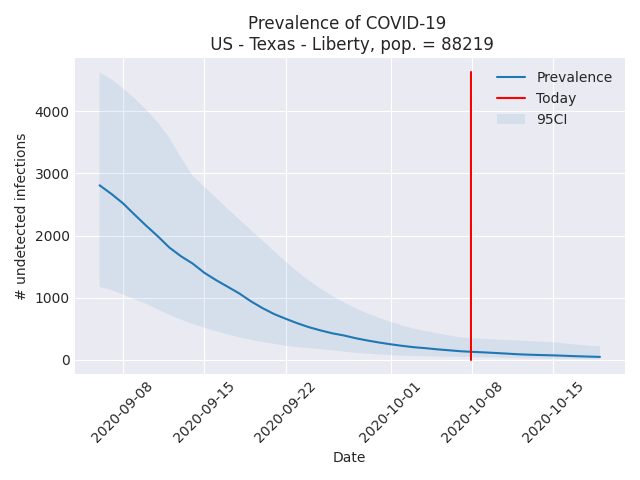 Prevalence of COVID-19
US - Texas - Liberty, pop. = 88219
Prevalence
Today
95CI
# undetected infections
4000
3000
2000
1000
0
2020-09-08
2020-09-15
2020-09-22
2020-10-01
2020-10-08
2020-10-15
Date